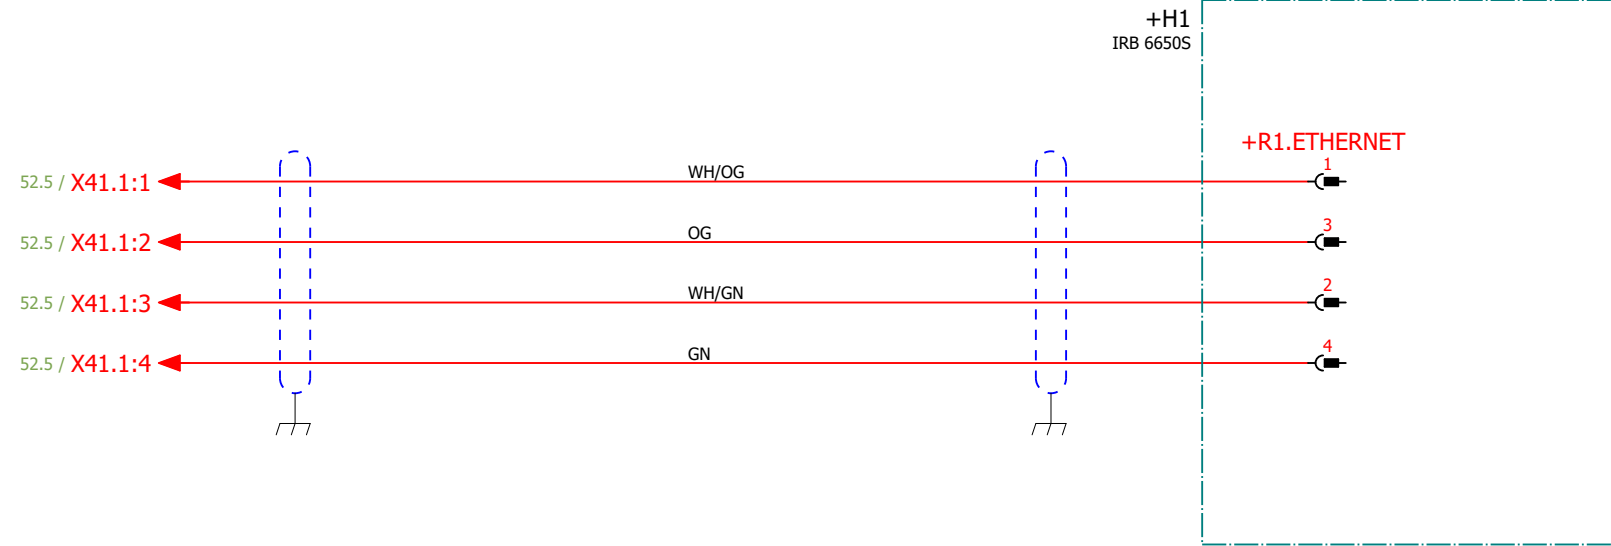 +H1
IRB 6650S
+R1.ETHERNET
52.5 / X41.1:1 WH/OG 1
52.5 / X41.1:2 OG 3
52.5 / X41.1:3 WH/GN 2
52.5 / X41.1:4 GN 4